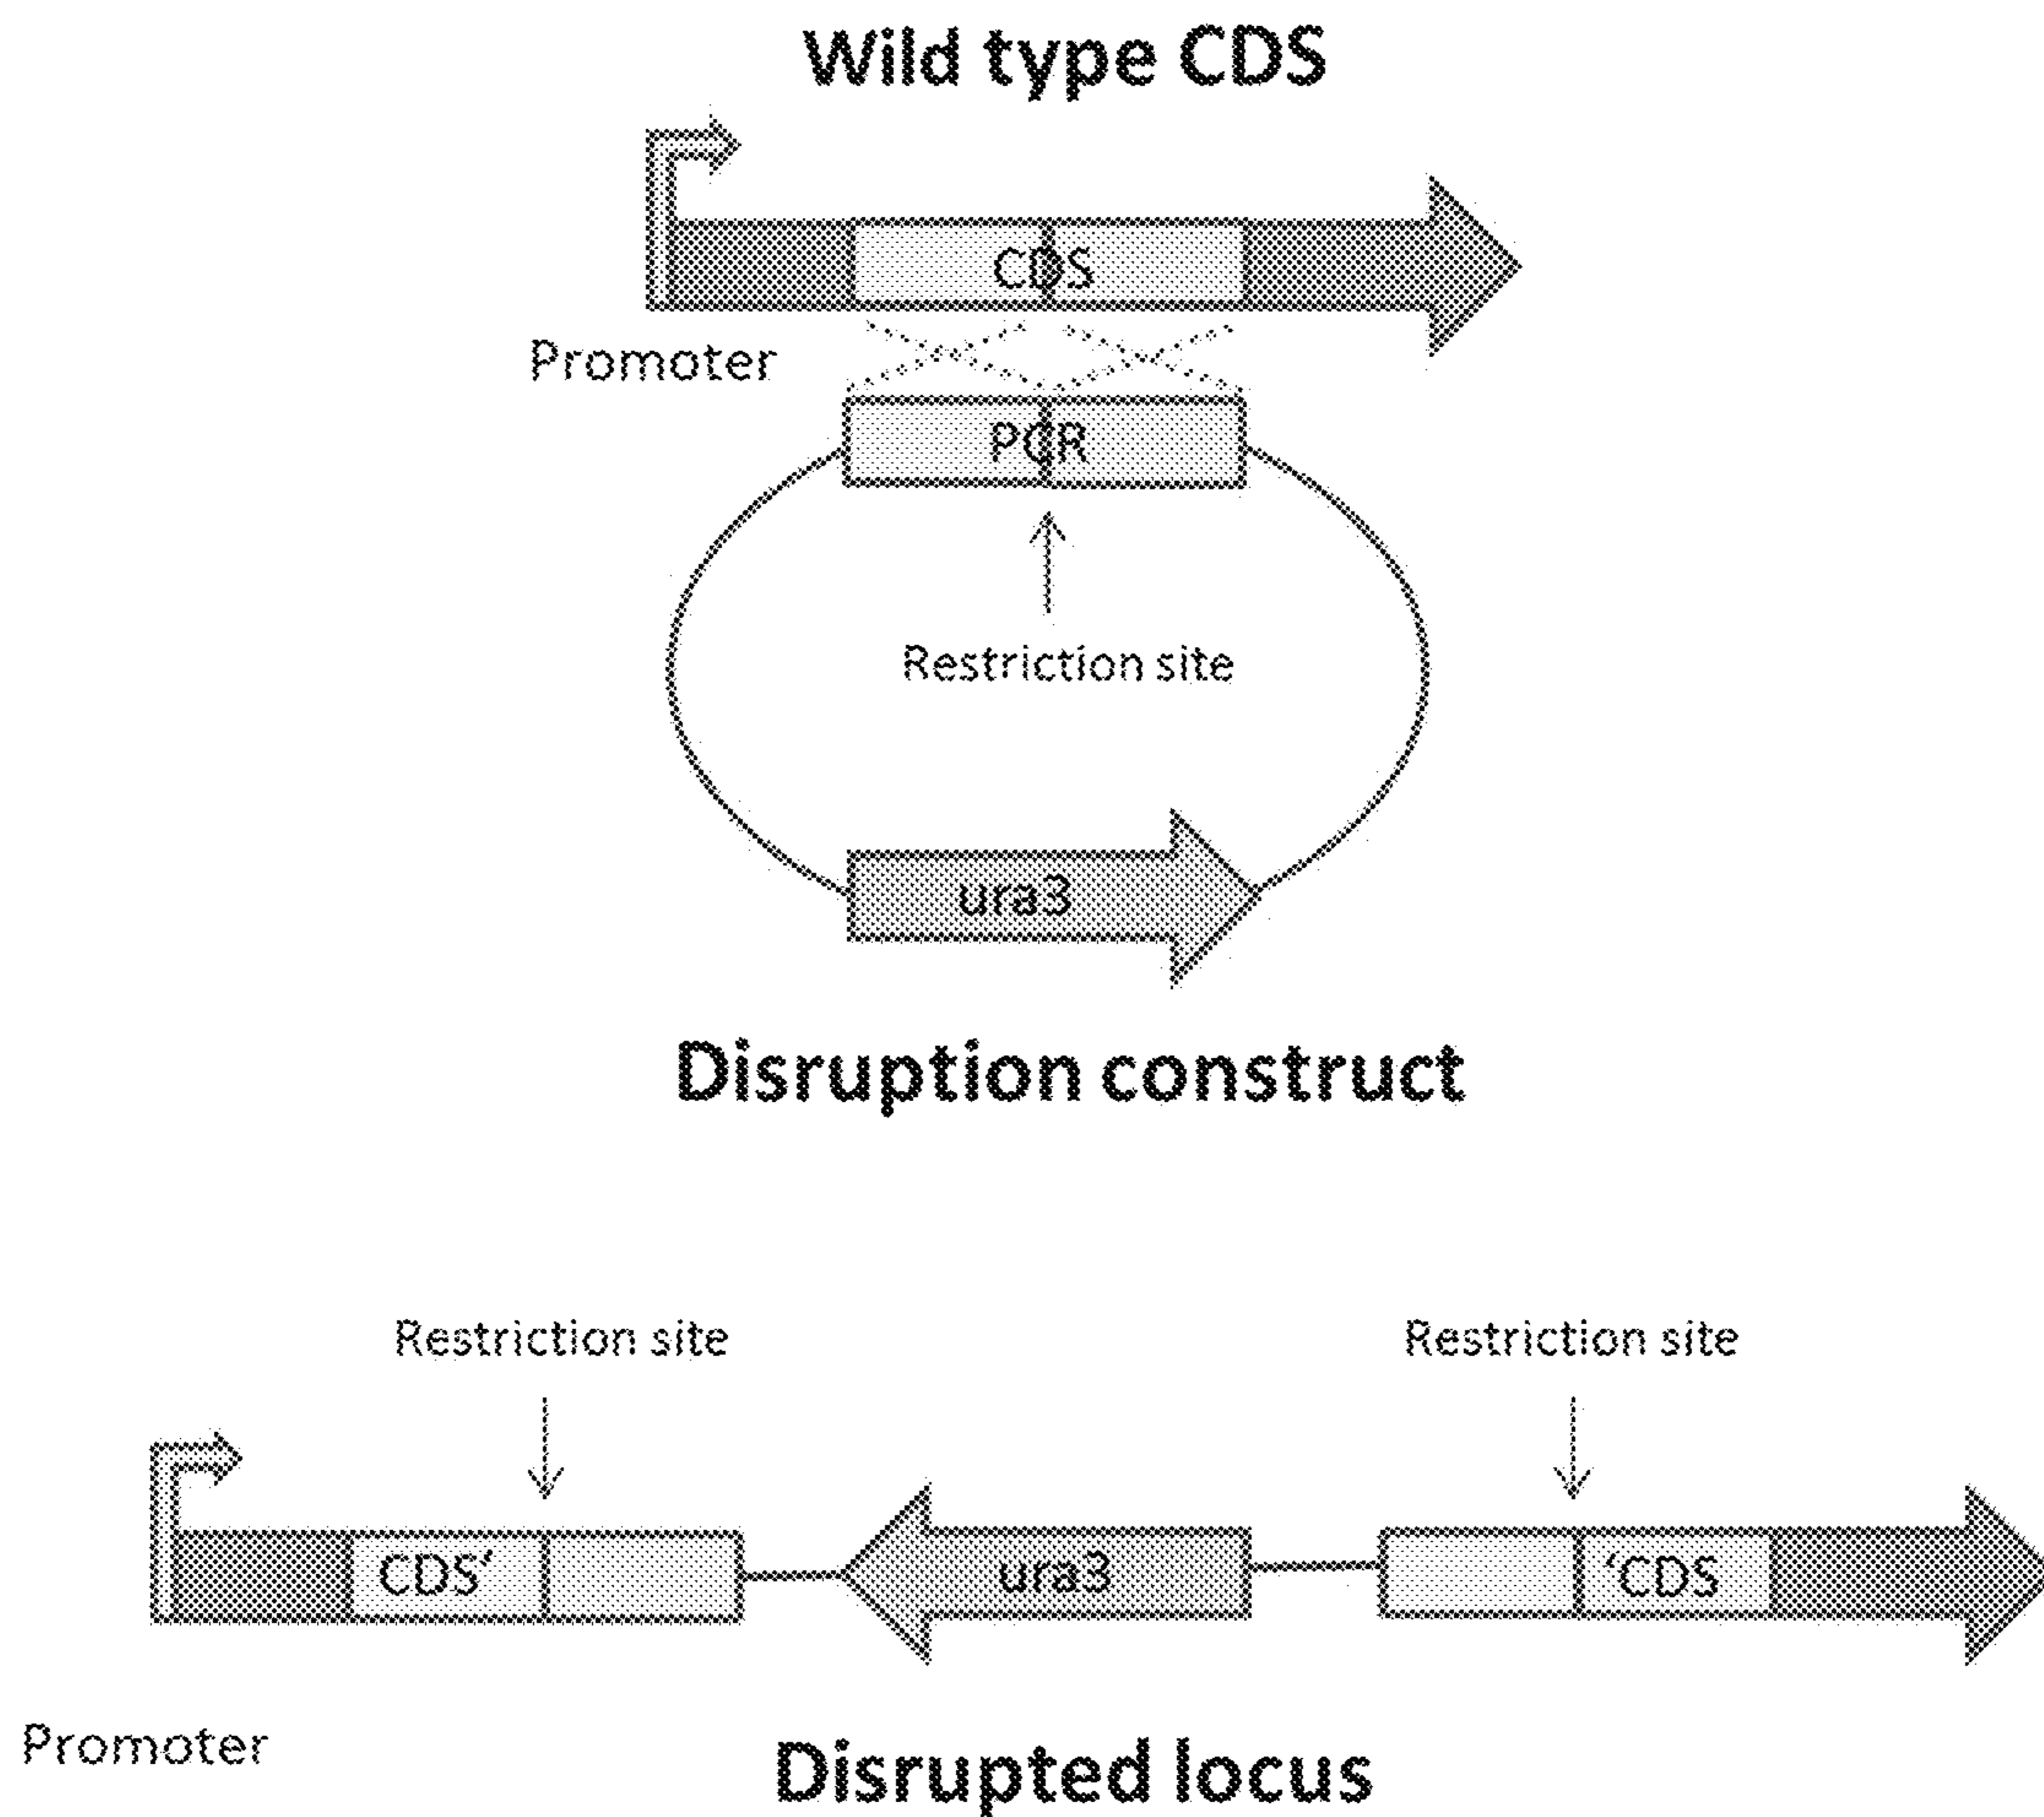 Wild type CDS
CDS
Promoter
PCR
Restriction site
ura3
Disruption construct
Restriction site
Restriction site
CDS’
ura3
‘CDS
Promoter
Disrupted locus